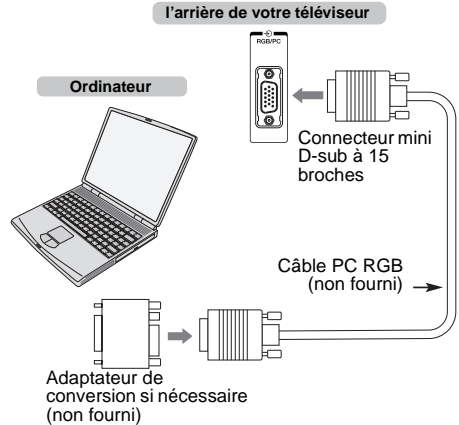 l'arrière de votre téléviseur
RGB/PC
Ordinateur
Connecteur mini
D-sub à 15
broches
Câble PC RGB
(non fourni)
Adaptateur de
conversion si nécessaire
(non fourni)